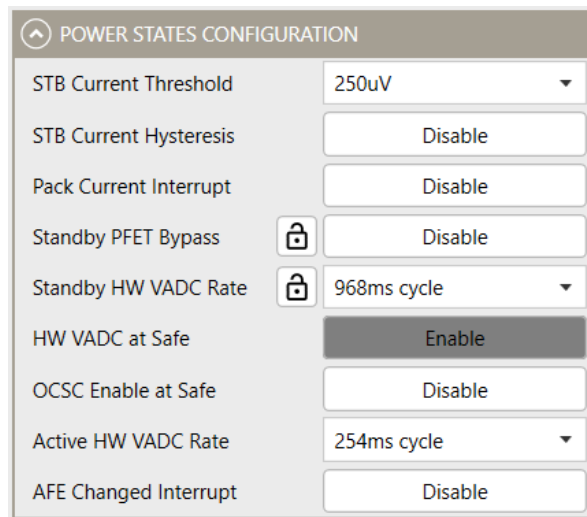 POWER STATES CONFIGURATION
STB Current Threshold 250uV
STB Current Hysteresis Disable
Pack Current Interrupt Disable
Standby PFET Bypass Disable
Standby HW VADC Rate 968ms cycle
HW VADC at Safe Enable
OCSC Enable at Safe Disable
Active HW VADC Rate 254ms cycle
AFE Changed Interrupt Disable